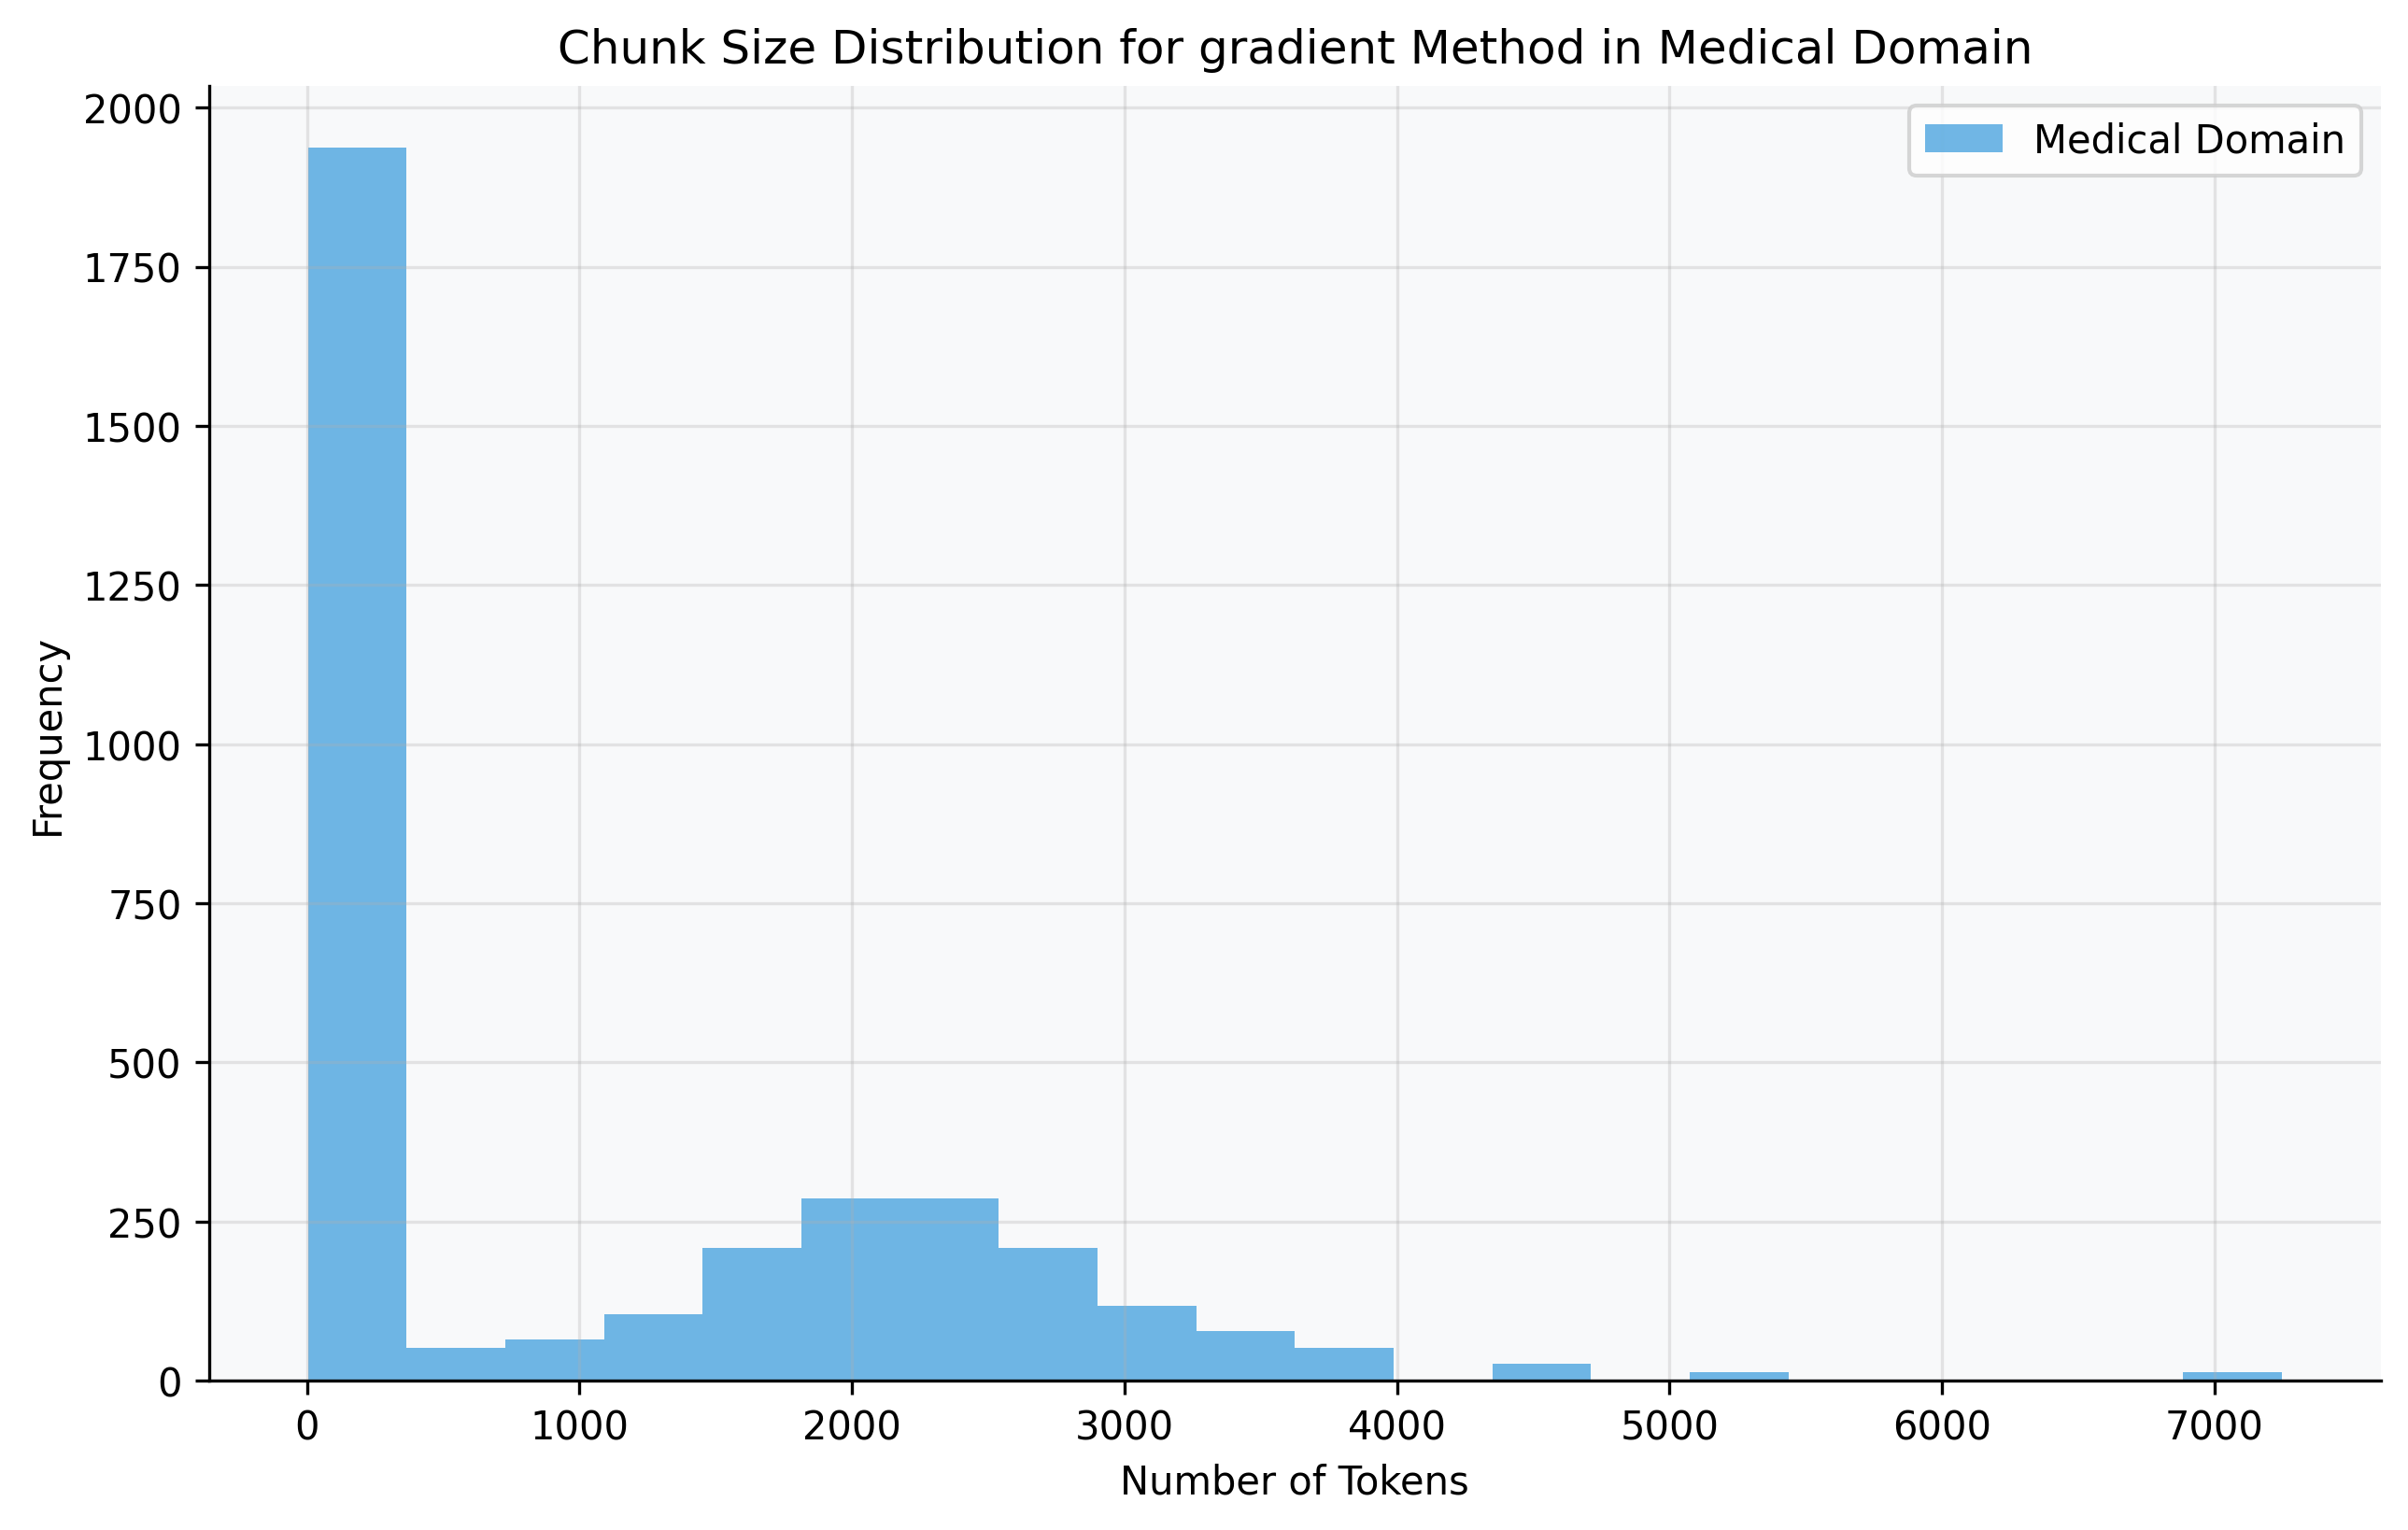 Chunk Size Distribution for gradient Method in Medical Domain
Medical Domain
2000
1750
1500
1250
1000
750
500
250
0
Frequency
0 1000 2000 3000 4000 5000 6000 7000
Number of Tokens